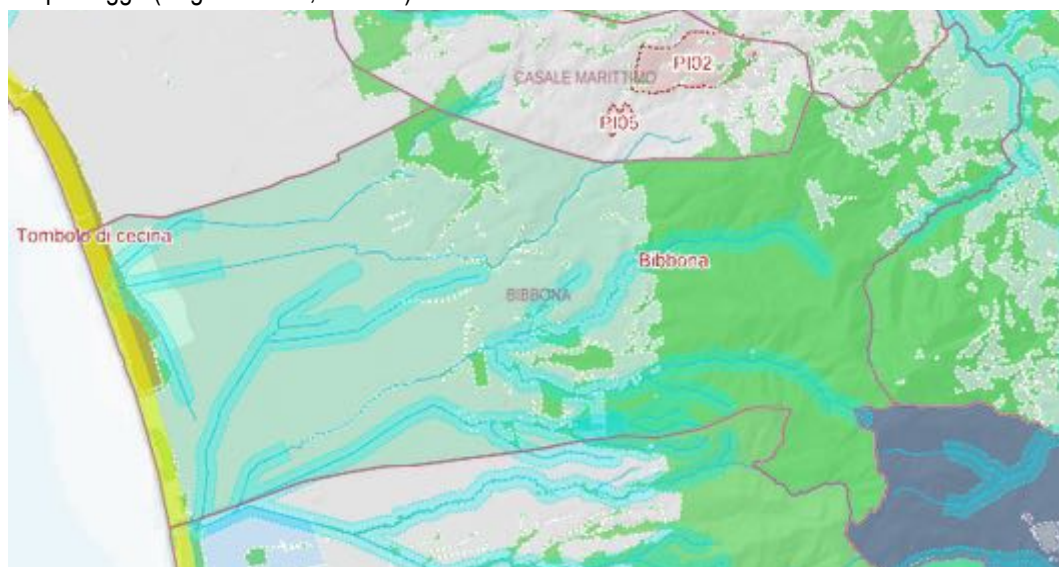 PI02
CASALE MARITTIMO
PI05
Tombolo di cecina
Bibbona
BIBBONA